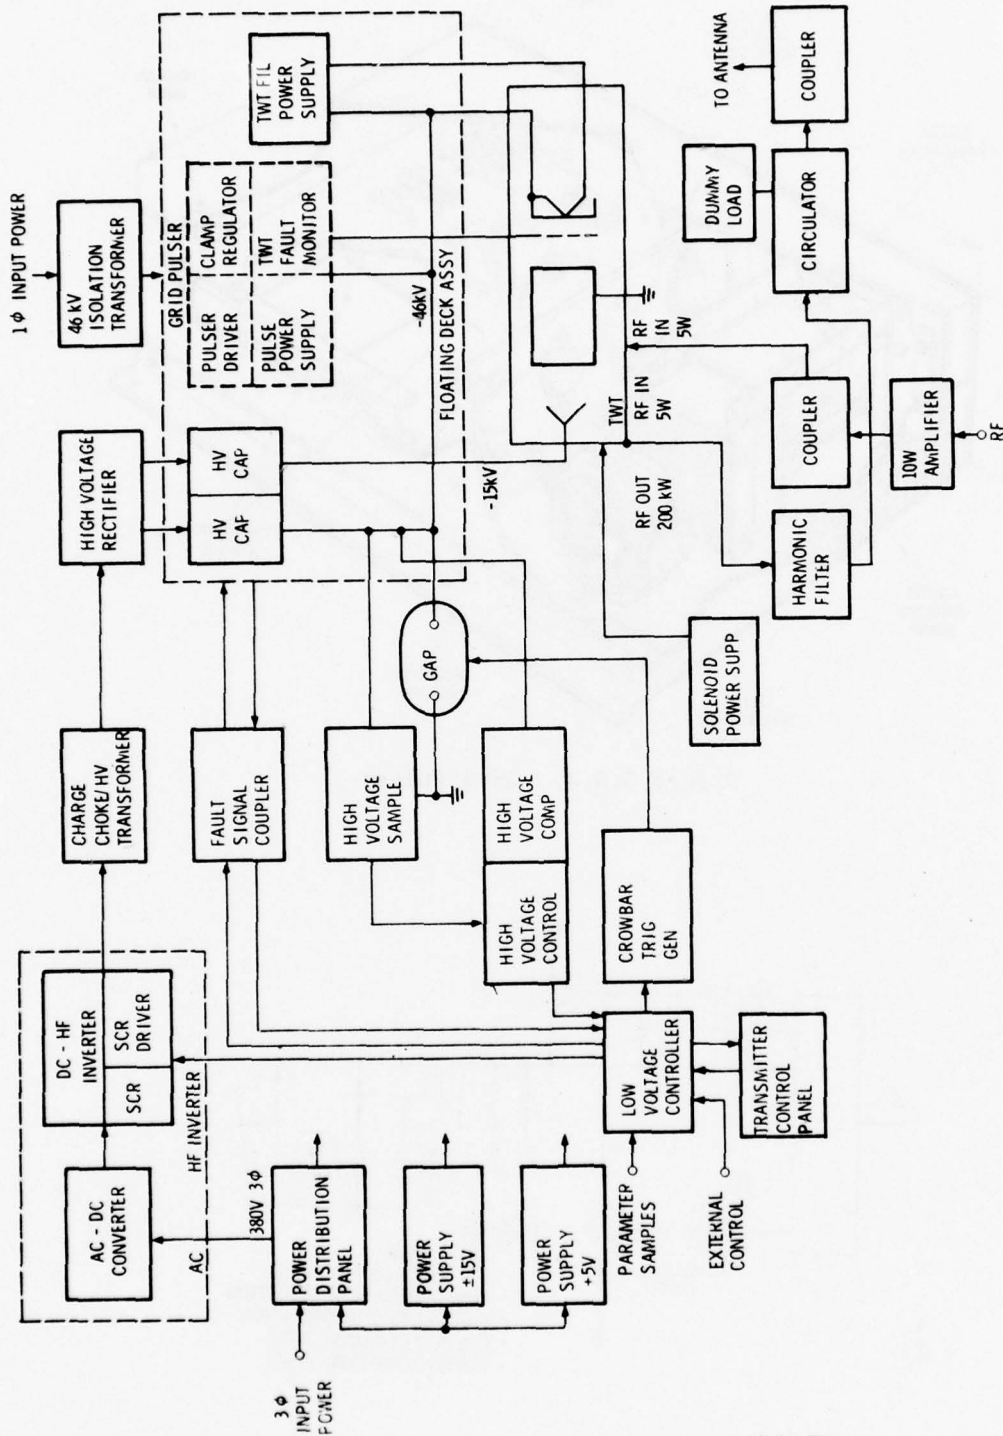 3Φ
INPUT
POWER
380V 3Φ
POWER
DISTRIBUTION
PANEL
POWER
SUPPLY
±15V
POWER
SUPPLY
+5V
AC
HF INVERTER
AC - DC
CONVERTER
DC - HF
INVERTER
SCR
SCR
DRIVER
CHARGE
CHOKE/HV
TRANSFORMER
HIGH VOLTAGE
RECTIFIER
1Φ INPUT POWER
46 kV
ISOLATION
TRANSFORMER
FAULT
SIGNAL
COUPLER
HIGH
VOLTAGE
SAMPLE
HIGH
VOLTAGE
CONTROL
HIGH
VOLTAGE
COMP
CROWBAR
TRIG
GEN
LOW
VOLTAGE
CONTROLLER
PARAMETER
SAMPLES
EXTERNAL
CONTROL
TRANSMITTER
CONTROL
PANEL
GAP
HV
CAP
HV
CAP
GRID PULSER
PULSER
DRIVER
CLAMP
REGULATOR
PULSE
POWER
SUPPLY
TWT
FAULT
MONITOR
TWT FIL
POWER
SUPPLY
-46kV
FLOATING DECK ASSY
-15kV
TWT
RF IN
5W
RF
IN
5W
RF OUT
200 kW
SOLENOID
POWER SUPP
HARMONIC
FILTER
COUPLER
10W
AMPLIFIER
RF
DUMMY
LOAD
CIRCULATOR
COUPLER
TO ANTENNA